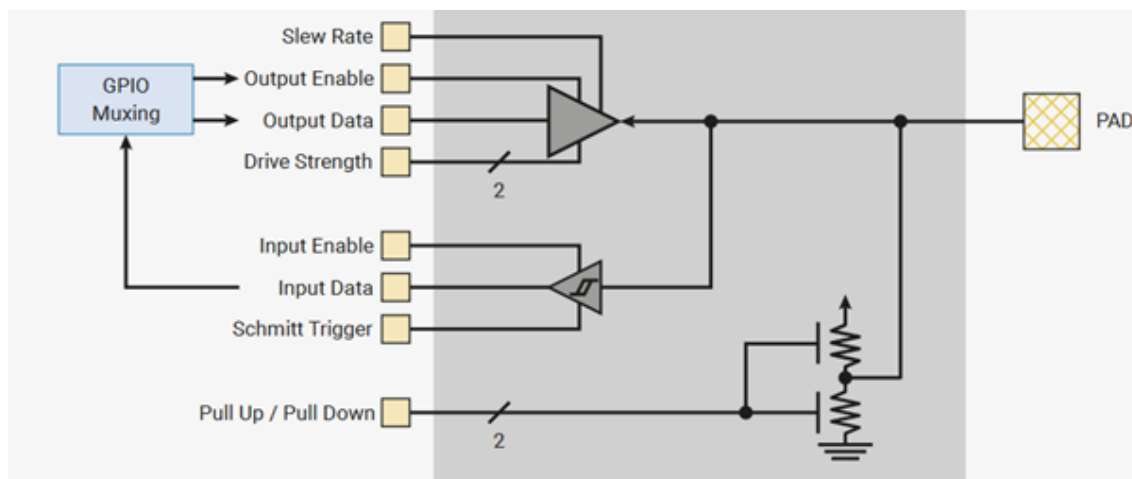 Slew Rate
GPIO
Muxing
Output Enable
Output Data
PAD
Drive Strength
2
Input Enable
Input Data
Schmitt Trigger
Pull Up / Pull Down
2